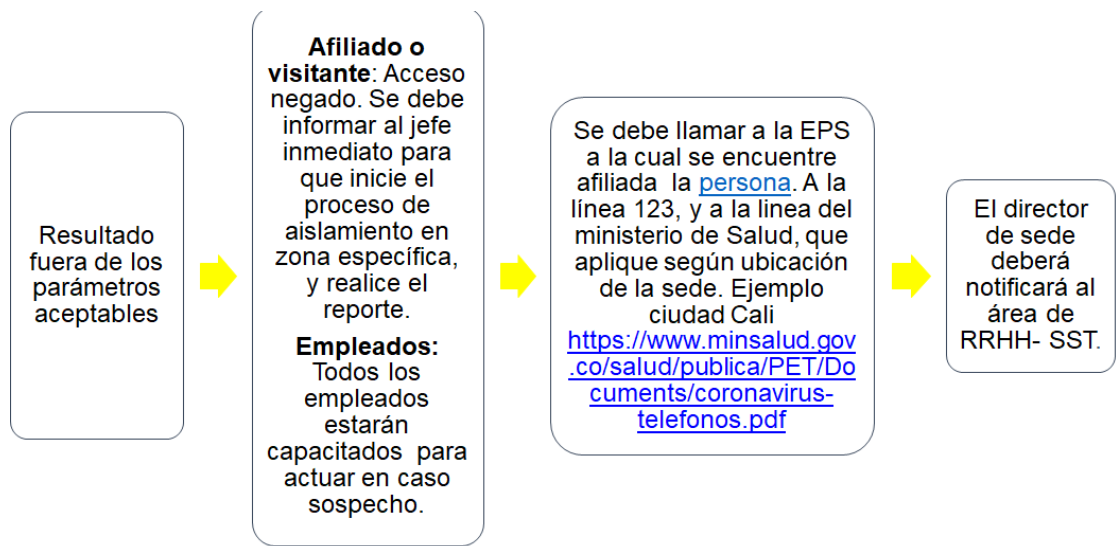 Resultado
fuera de los
parámetros
aceptables
Afiliado o
visitante: Acceso
negado. Se debe
informar al jefe
inmediato para
que inicie el
proceso de
aislamiento en
zona específica,
y realice el
reporte.
Empleados:
Todos los
empleados
estarán
capacitados para
actuar en caso
sospecho.
Se debe llamar a la EPS
a la cual se encuentre
afiliada la persona. A la
línea 123, y a la linea del
ministerio de Salud, que
aplique según ubicación
de la sede. Ejemplo
ciudad Cali
https://www.minsalud.gov
.co/salud/publica/PET/Do
cuments/coronavirus-
telefonos.pdf
El director
de sede
deberá
notificará al
área de
RRHH- SST.